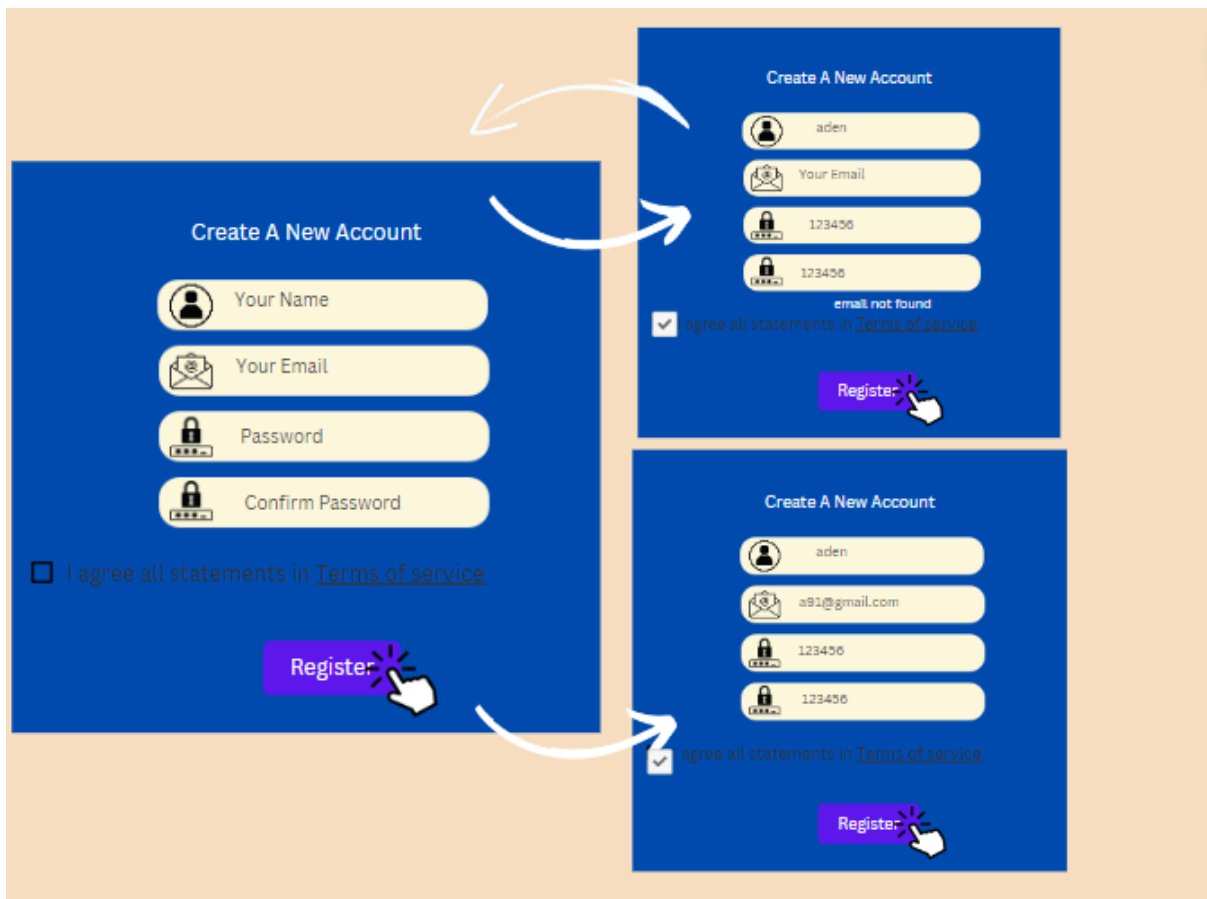 Create A New Account
Your Name
Your Email
Password
Confirm Password
I agree all statements in Terms of service
Register
Create A New Account
aden
Your Email
123456
123456
email not found
agree all statements in Terms of service
Register
Create A New Account
aden
a91@gmail.com
123456
123456
agree all statements in Terms of service
Register